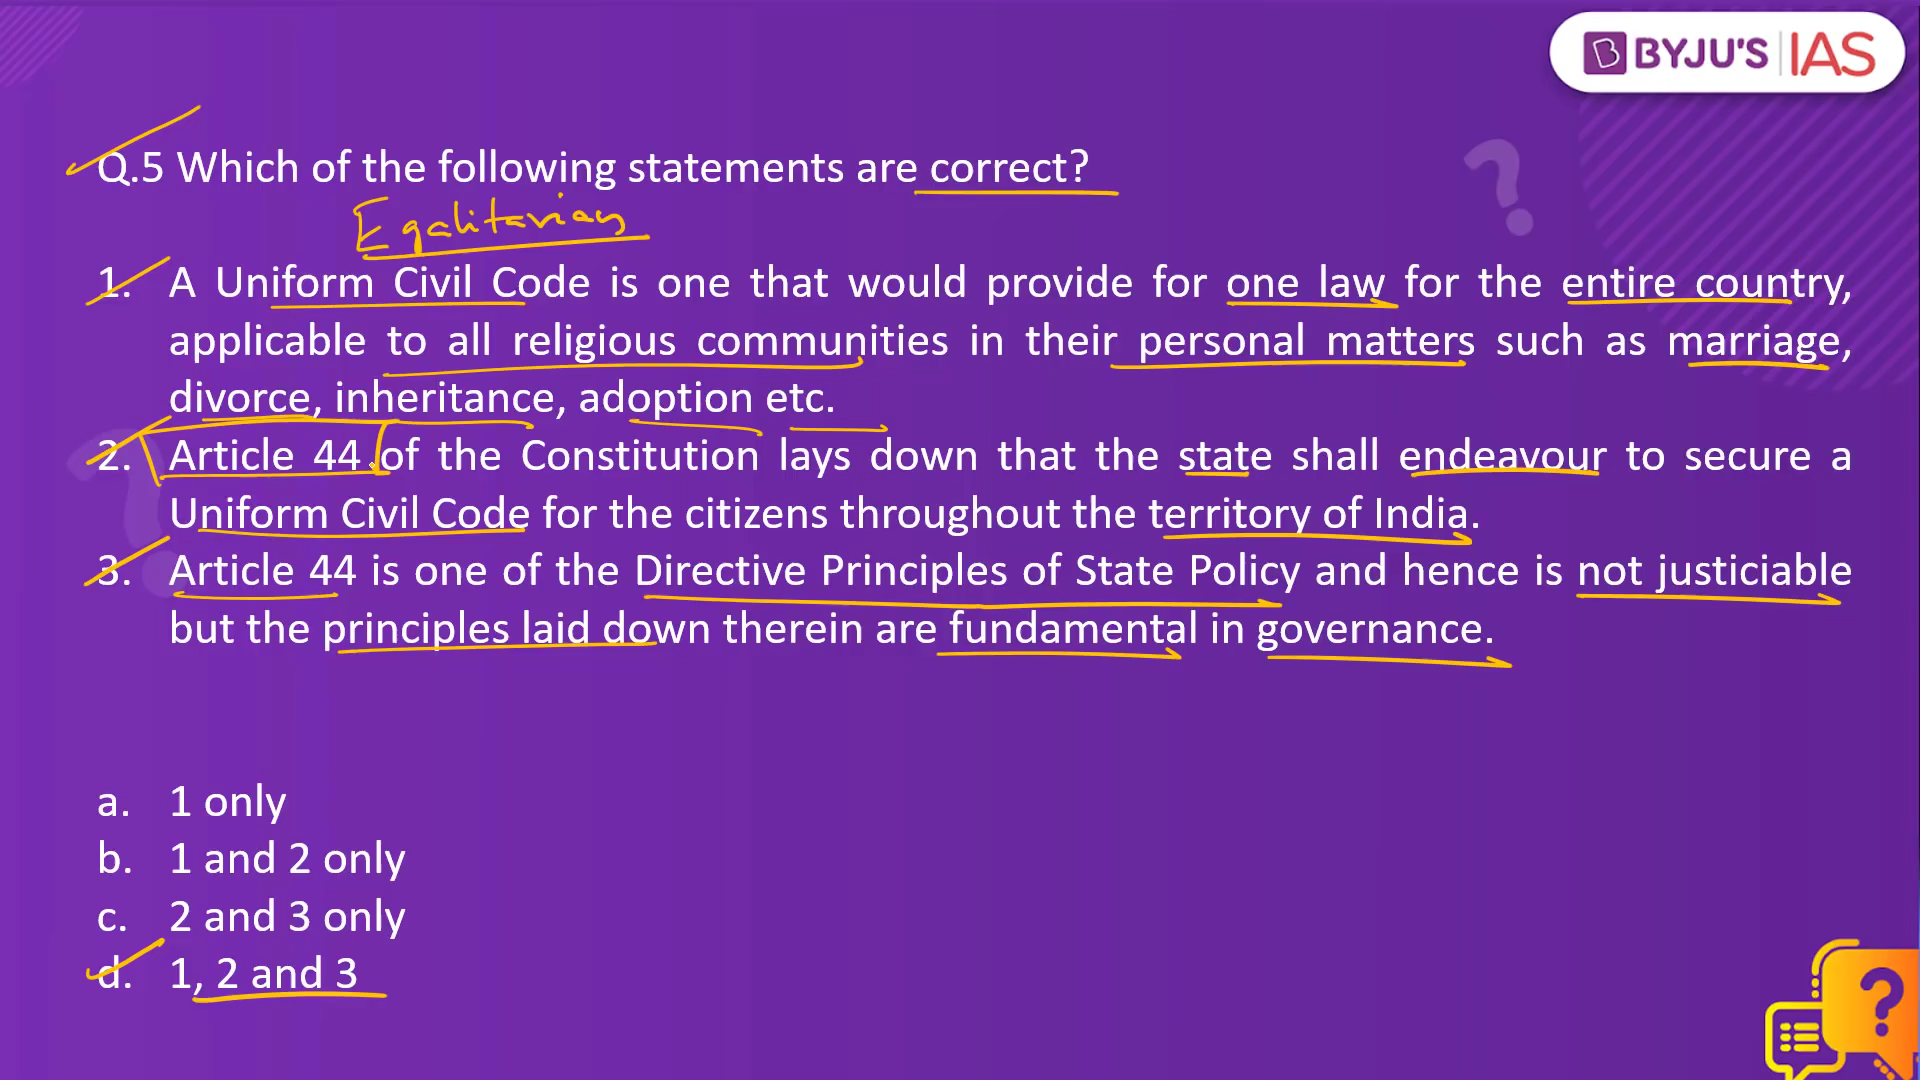 BYJU'S IAS
Q.5 Which of the following statements are correct?
Egalitarian
1. A Uniform Civil Code is one that would provide for one law for the entire country,
applicable to all religious communities in their personal matters such as marriage,
divorce, inheritance, adoption etc.
2. Article 44 of the Constitution lays down that the state shall endeavour to secure a
Uniform Civil Code for the citizens throughout the territory of India.
3. Article 44 is one of the Directive Principles of State Policy and hence is not justiciable
but the principles laid down therein are fundamental in governance.
a. 1 only
b. 1 and 2 only
c. 2 and 3 only
d. 1, 2 and 3